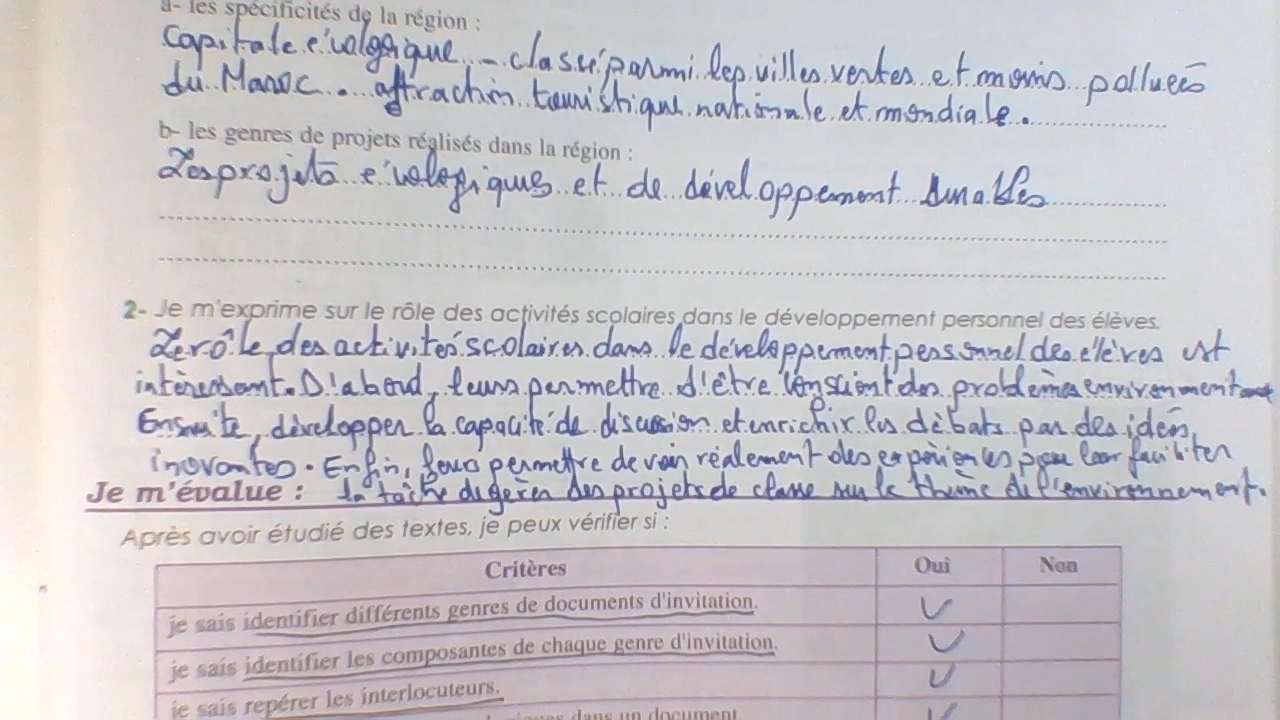 a- les spécificités de la région :
Capitale écologique - classé parmi les villes vertes et moins polluées
du Maroc. attraction touristique nationale et mondiale.
b- les genres de projets réalisés dans la région :
Les projets écologiques et de développement durables
2- Je m'exprime sur le rôle des activités scolaires dans le développement personnel des élèves.
Le rôle des activités scolaires dans le développement personnel des élèves est
intéressant. D'abord, leurs permettre d'être conscient des problèmes
Ensuite, développer la capacité de discussion et enrichir les débats par des idées
inovantes. Enfin, leurs permettre de voir réalement des expériences pour leur faciliter
Je m'évalue : la tâche du gérer des projets de classe sur le thème de l'environnement.
Après avoir étudié des textes, je peux vérifier si :
Critères Oui Non
je sais identifier différents genres de documents d'invitation. ✓
je sais identifier les composantes de chaque genre d'invitation. ✓
je sais repérer les interlocuteurs. ✓
dans un document ✓